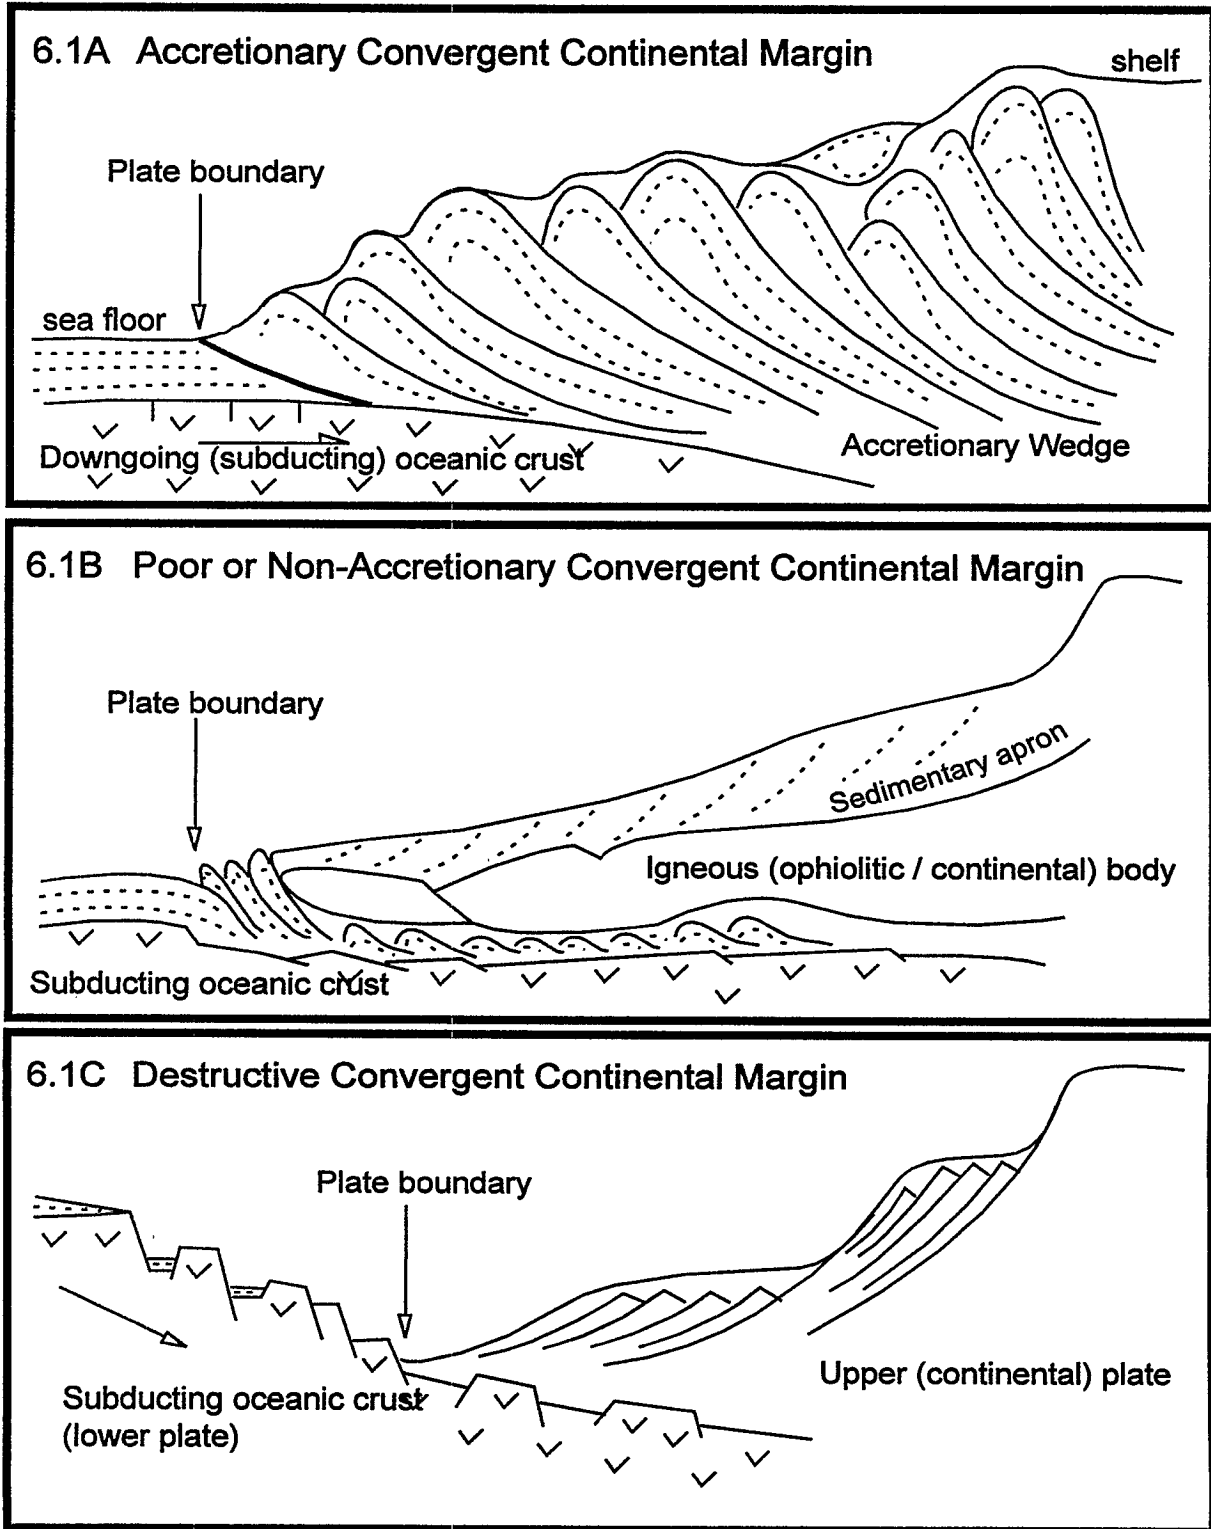 6.1A Accretionary Convergent Continental Margin
shelf
Plate boundary
sea floor
Downgoing (subducting) oceanic crust
Accretionary Wedge
6.1B Poor or Non-Accretionary Convergent Continental Margin
Plate boundary
Sedimentary apron
Igneous (ophiolitic / continental) body
Subducting oceanic crust
6.1C Destructive Convergent Continental Margin
Plate boundary
Upper (continental) plate
Subducting oceanic crust
(lower plate)